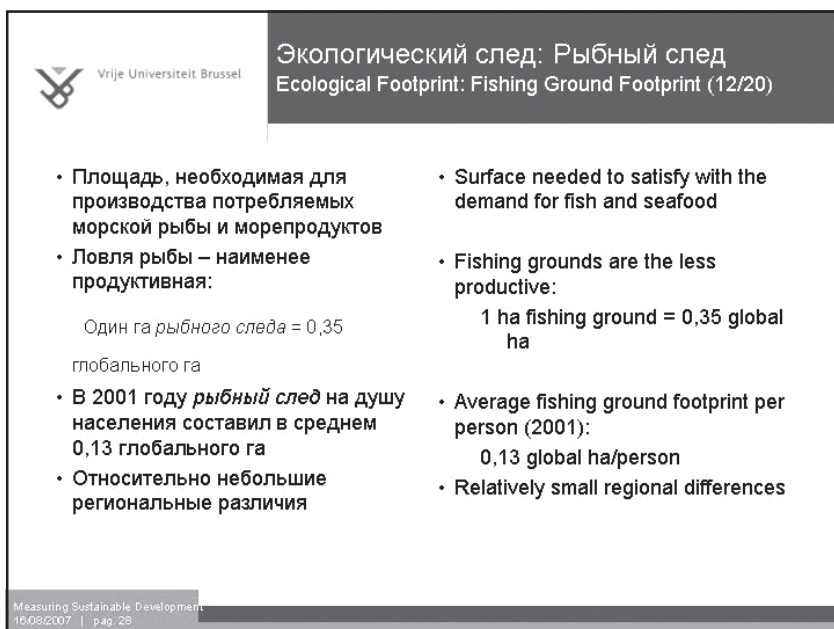 Vrije Universiteit Brussel
Экологический след: Рыбный след
Ecological Footprint: Fishing Ground Footprint (12/20)
• Площадь, необходимая для
производства потребляемых
морской рыбы и морепродуктов
• Ловля рыбы – наименее
продуктивная:
Один га рыбного следа = 0,35
глобального га
• В 2001 году рыбный след на душу
населения составил в среднем
0,13 глобального га
• Относительно небольшие
региональные различия
• Surface needed to satisfy with the
demand for fish and seafood
• Fishing grounds are the less
productive:
1 ha fishing ground = 0,35 global
ha
• Average fishing ground footprint per
person (2001):
0,13 global ha/person
• Relatively small regional differences
Measuring Sustainable Development
16/08/2007 | pag. 28